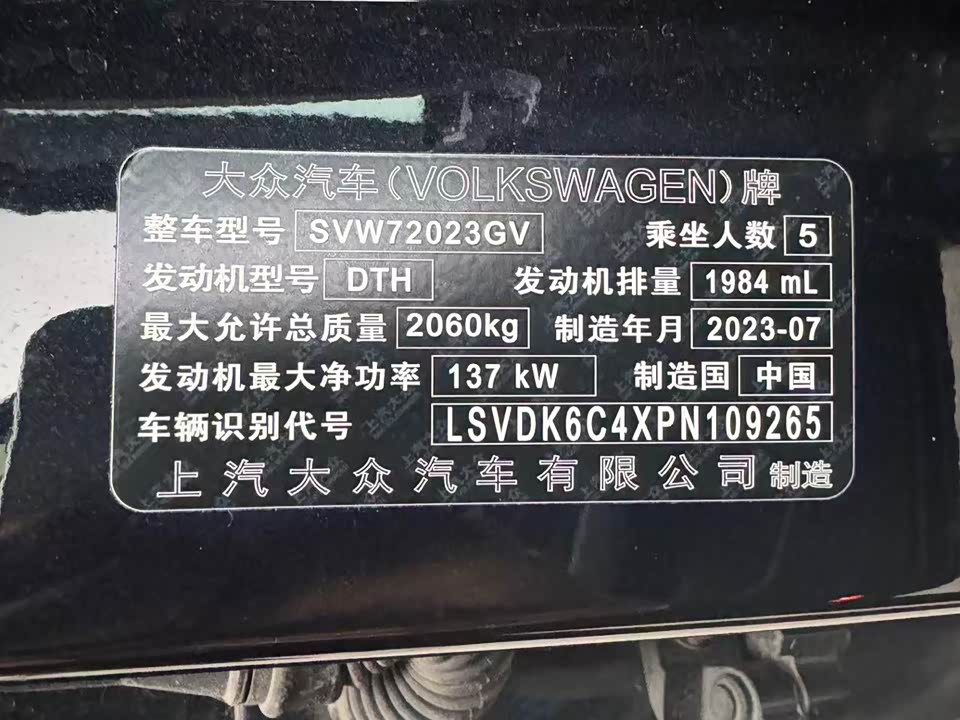 大众汽车(VOLKSWAGEN)牌
整车型号 SVW72023GV 乘坐人数 5
发动机型号 DTH 发动机排量 1984 mL
最大允许总质量 2060kg 制造年月 2023-07
发动机最大净功率 137 kW 制造国 中国
车辆识别代号 LSVDK6C4XPN109265
上汽大众汽车有限公司 制造